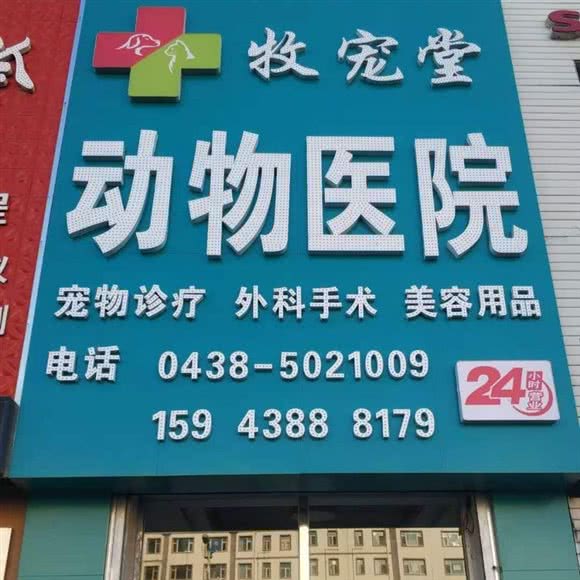 牧宠堂
动物医院
宠物诊疗 外科手术 美容用品
电话 0438-5021009
159 4388 8179
24小时营业